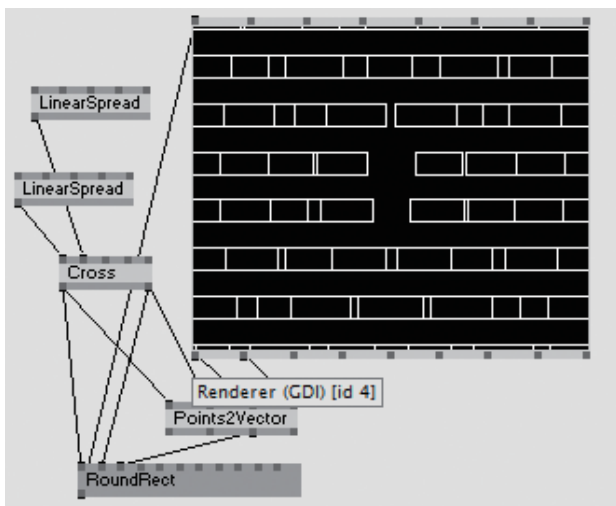 LinearSpread
LinearSpread
Cross
Renderer (GDI) [id 4]
Points2Vector
RoundRect